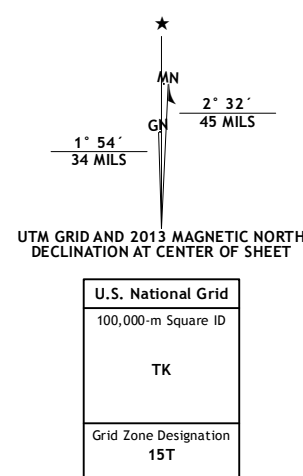 ★
MN
GN
2° 32´
45 MILS
1° 54´
34 MILS
UTM GRID AND 2013 MAGNETIC NORTH
DECLINATION AT CENTER OF SHEET
U.S. National Grid
100,000-m Square ID
TK
Grid Zone Designation
15T